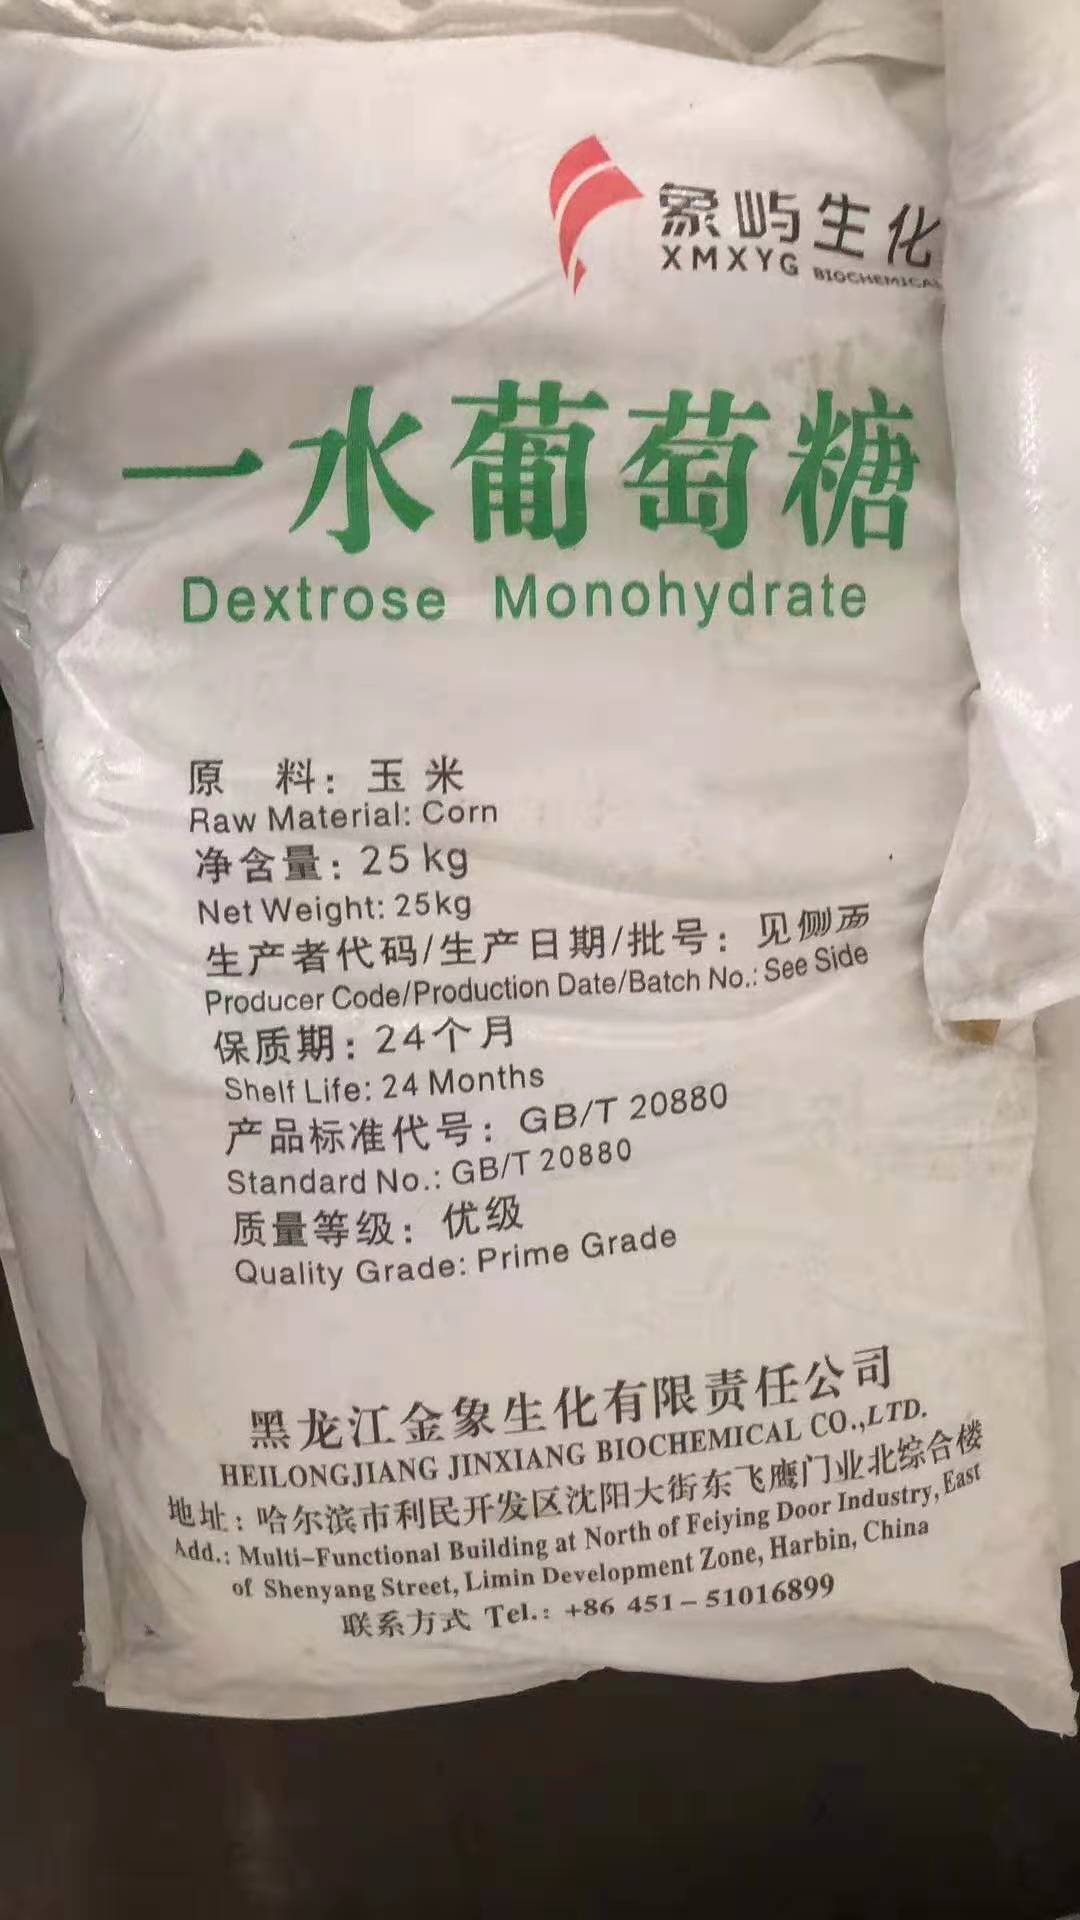 象屿生化
XMXYG BIOCHEMICAL
一水葡萄糖
Dextrose Monohydrate
原 料：玉米
Raw Material: Corn
净含量：25 kg
Net Weight: 25kg
生产者代码/生产日期/批号：见侧面
Producer Code/Production Date/Batch No.: See Side
保质期：24个月
Shelf Life: 24 Months
产品标准代号：GB/T 20880
Standard No.: GB/T 20880
质量等级：优级
Quality Grade: Prime Grade
黑龙江金象生化有限责任公司
HEILONGJIANG JINXIANG BIOCHEMICAL CO.,LTD.
地址：哈尔滨市利民开发区沈阳大街东飞鹰门业北综合楼
Add.: Multi-Functional Building at North of Feiying Door Industry, East
of Shenyang Street, Limin Development Zone, Harbin, China
联系方式 Tel.: +86 451-51016899